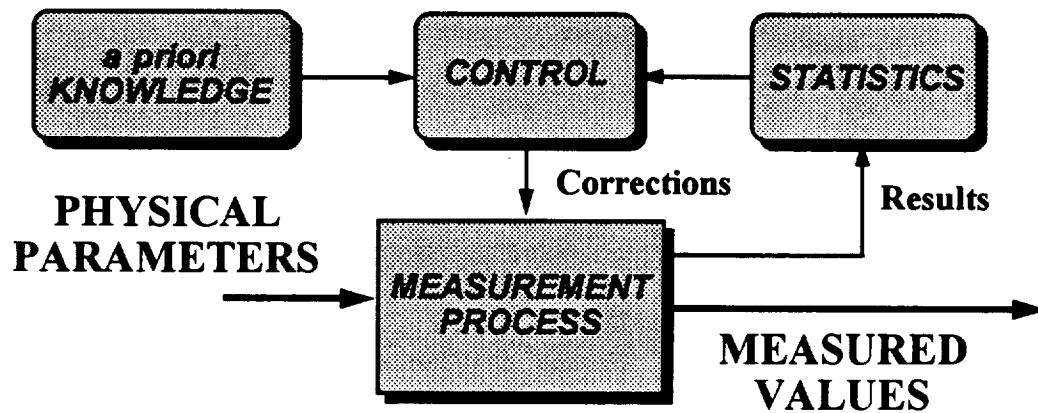 a priori
KNOWLEDGE
CONTROL
STATISTICS
Corrections
Results
PHYSICAL
PARAMETERS
MEASUREMENT
PROCESS
MEASURED
VALUES